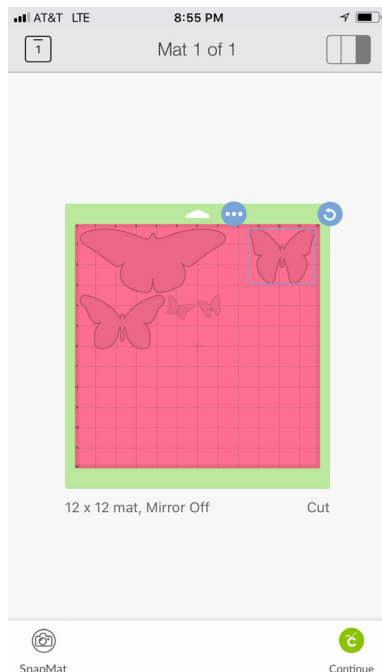 AT&T LTE 8:55 PM
1 Mat 1 of 1
12 x 12 mat, Mirror Off Cut
SnapMat Continue